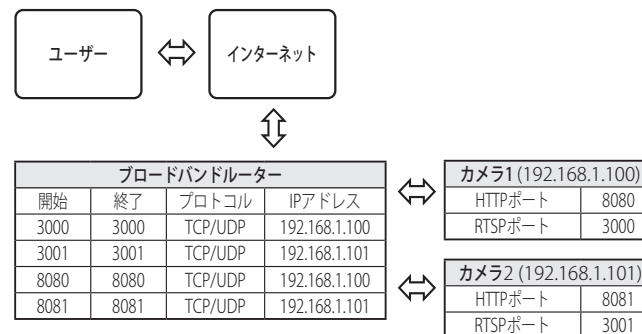 ユーザー
インターネット
ブロードバンドルーター
開始 終了 プロトコル IPアドレス
3000 3000 TCP/UDP 192.168.1.100
3001 3001 TCP/UDP 192.168.1.101
8080 8080 TCP/UDP 192.168.1.100
8081 8081 TCP/UDP 192.168.1.101
カメラ1 (192.168.1.100)
HTTPポート 8080
RTSPポート 3000
カメラ2 (192.168.1.101)
HTTPポート 8081
RTSPポート 3001